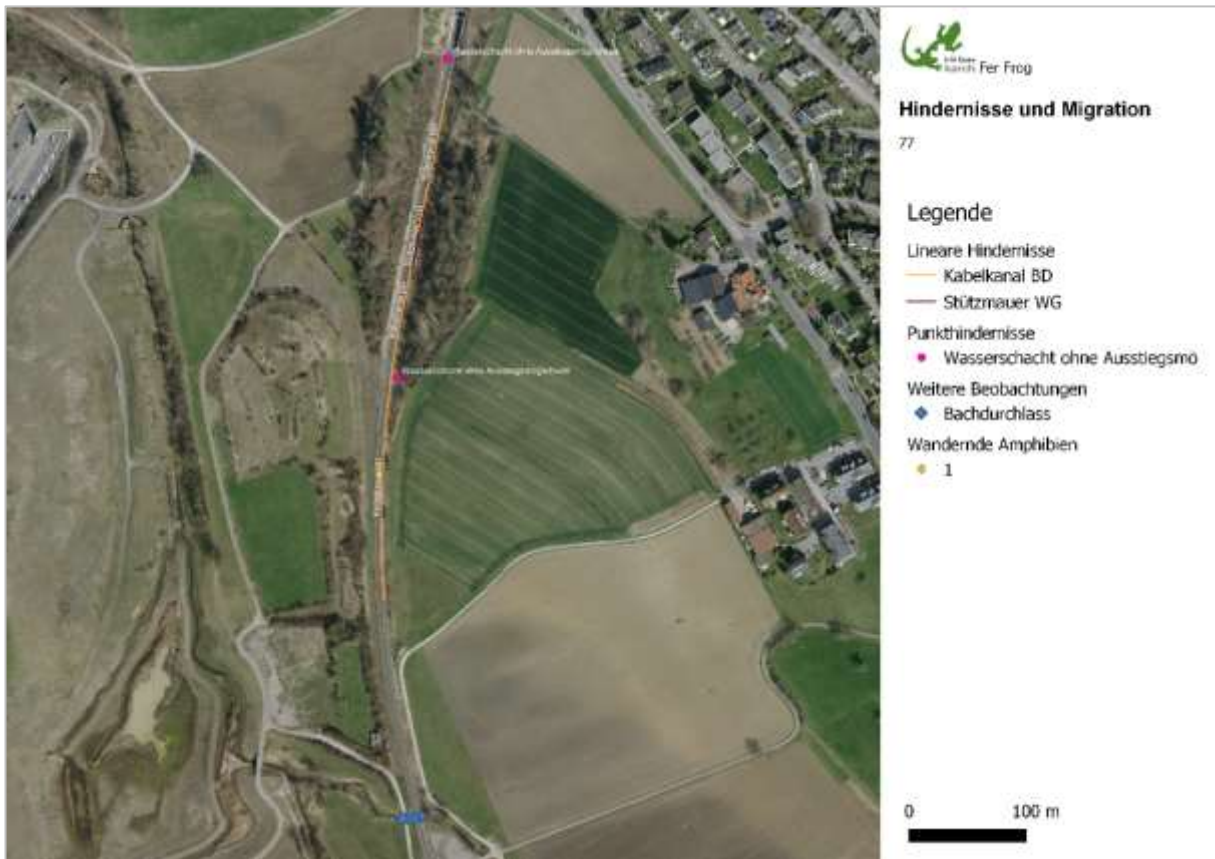 Fer Frog
Hindernisse und Migration
77
Legende
Lineare Hindernisse
Kabelkanal BD
Stützmauer WG
Punkthindernisse
Wasserschacht ohne Ausstiegsmö
Weitere Beobachtungen
Bachdurchlass
Wandernde Amphibien
1
0 100 m